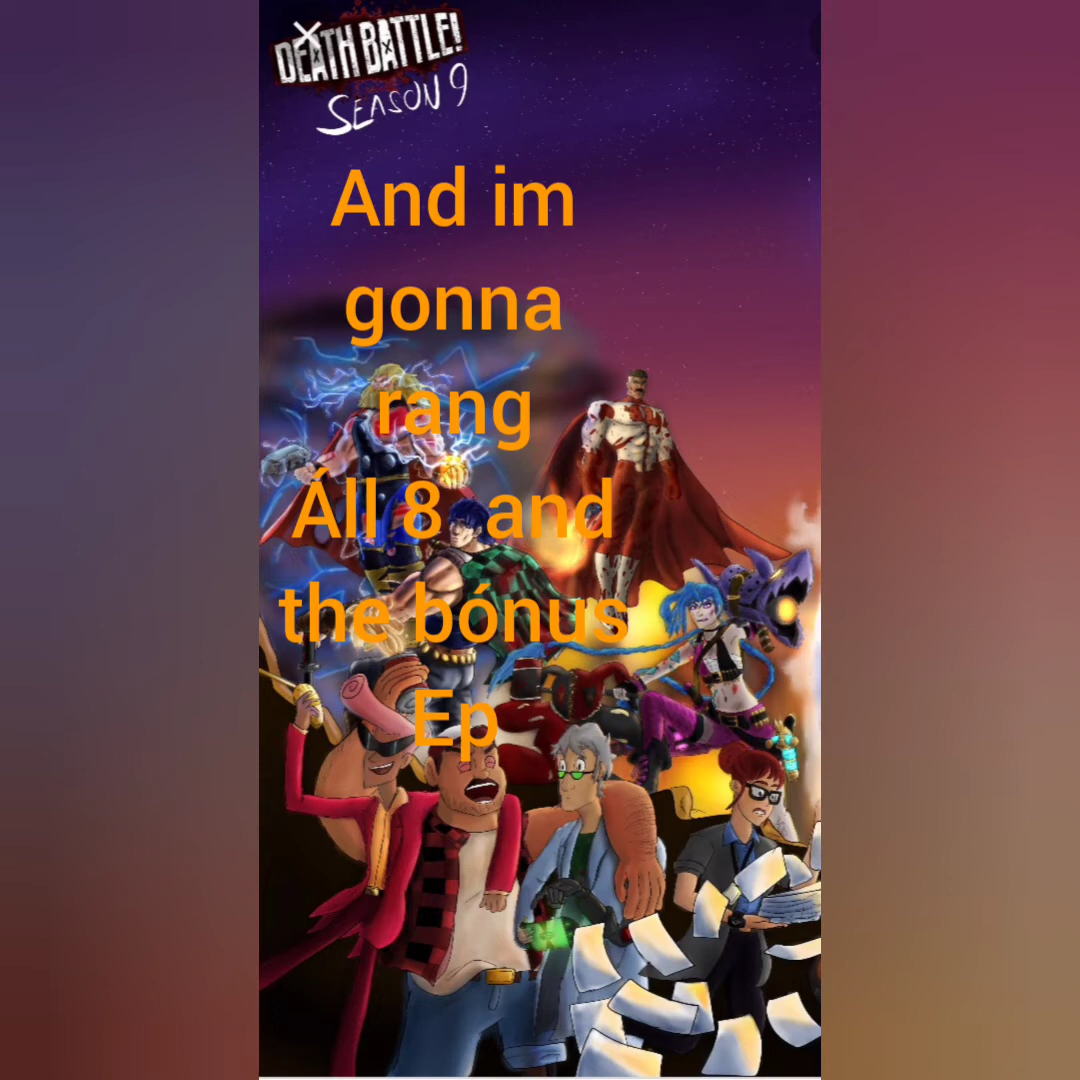 DEATH BATTLE!
SEASON 9
And im
gonna
rang
Áll 8 and
the bónus
Ep